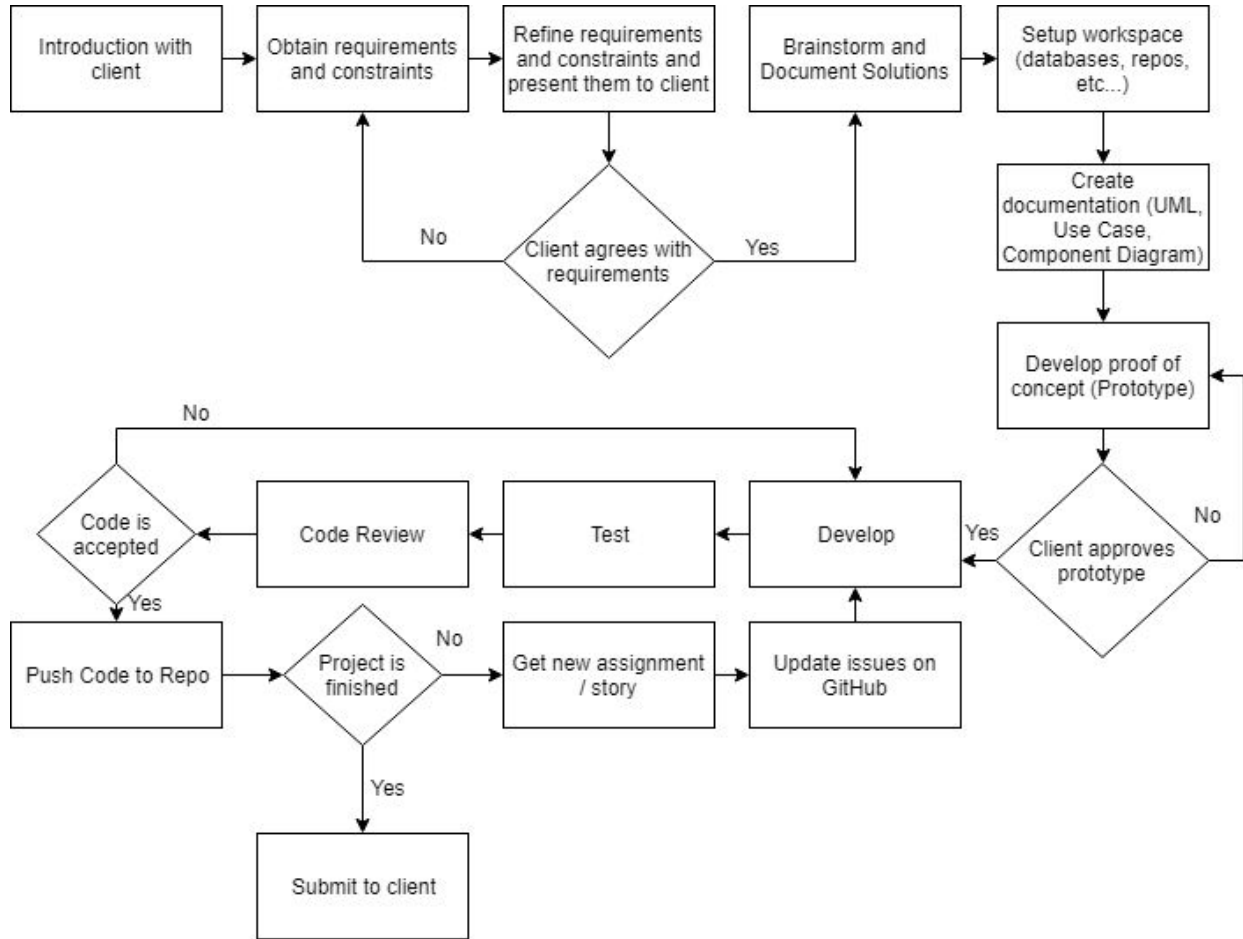 Introduction with
client
Obtain requirements
and constraints
Refine requirements
and constraints and
present them to client
Brainstorm and
Document Solutions
Setup workspace
(databases, repos,
etc...)
No
Client agrees with
requirements
Yes
Create
documentation (UML,
Use Case,
Component Diagram)
Develop proof of
concept (Prototype)
No
Code is
accepted
Code Review
Test
Develop
Yes
Client approves
prototype
No
Yes
Push Code to Repo
Project is
finished
No
Get new assignment
/ story
Update issues on
GitHub
Yes
Submit to client